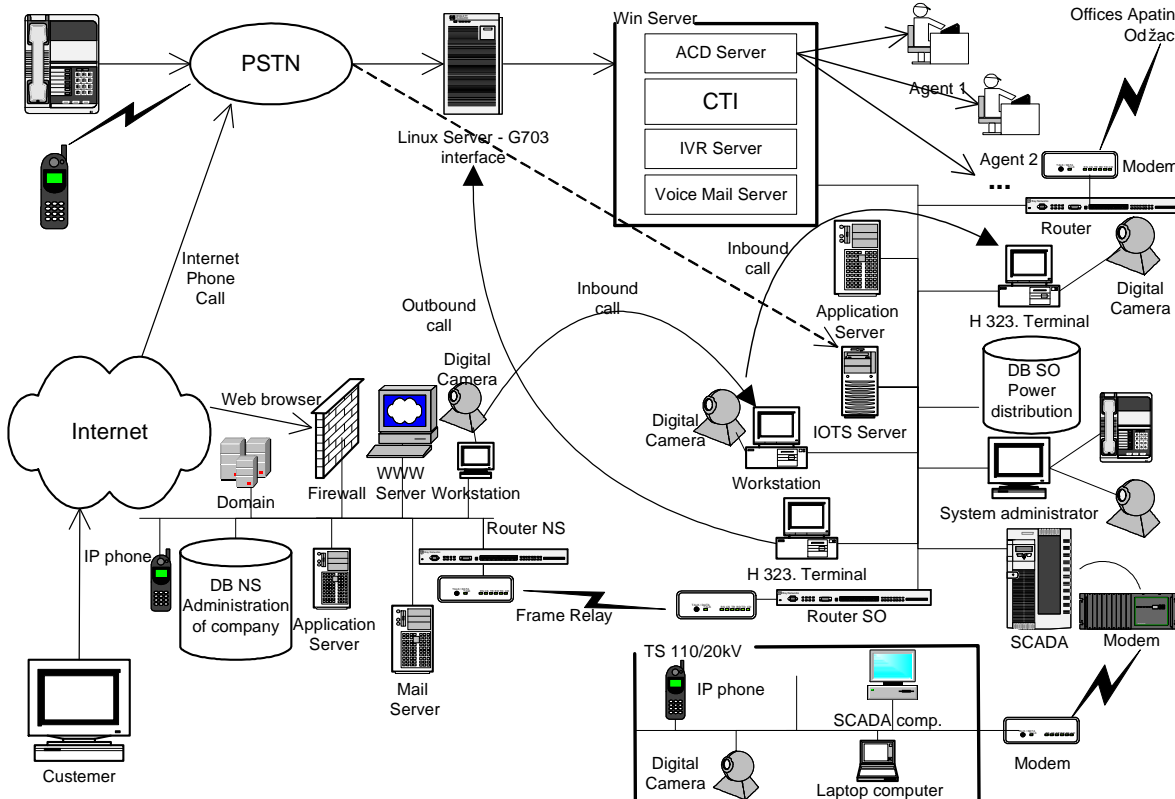 Win Server
ACD Server
CTI
IVR Server
Voice Mail Server
PSTN
Linux Server - G703
interface
Agent 1
Agent 2
...
Offices Apatin
Odžac
Modem
Router
Internet
Phone
Call
Outbound
call
Inbound
call
Inbound
call
Application
Server
H 323. Terminal
Digital
Camera
Digital
Camera
Web browser
Internet
Domain
Firewall
WWW
Server
Workstation
Digital
Camera
Workstation
IOTS Server
DB SO
Power
distribution
System administrator
IP phone
DB NS
Administration
of company
Application
Server
Mail
Server
Router NS
Frame Relay
H 323. Terminal
Router SO
SCADA
Modem
TS 110/20kV
IP phone
SCADA comp.
Digital
Camera
Laptop computer
Modem
Custemer